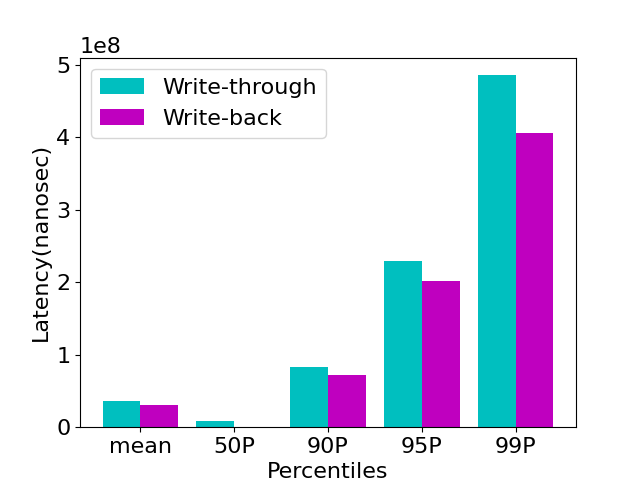 1e8
5
4
3
2
1
0
Latency(nanosec)
Write-through
Write-back
mean 50P 90P 95P 99P
Percentiles